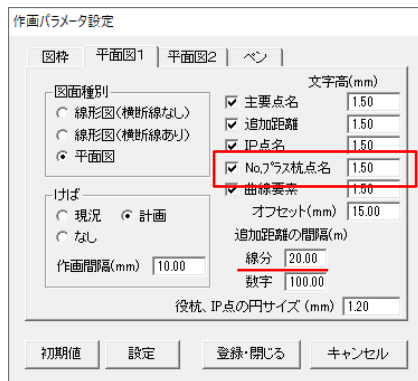 作画パラメータ設定
図枠 平面図1 平面図2 ペン
図面種別
線形図(横断線なし)
線形図(横断線あり)
平面図
けば
現況 計画
なし
作画間隔(mm) 10.00
文字高(mm)
主要点名 1.50
追加距離 1.50
IP点名 1.50
No.プラス杭点名 1.50
曲線要素 1.50
オフセット(mm) 15.00
追加距離の間隔(m)
線分 20.00
数字 100.00
役杭、IP点の円サイズ (mm) 1.20
初期値 設定 登録・閉じる キャンセル